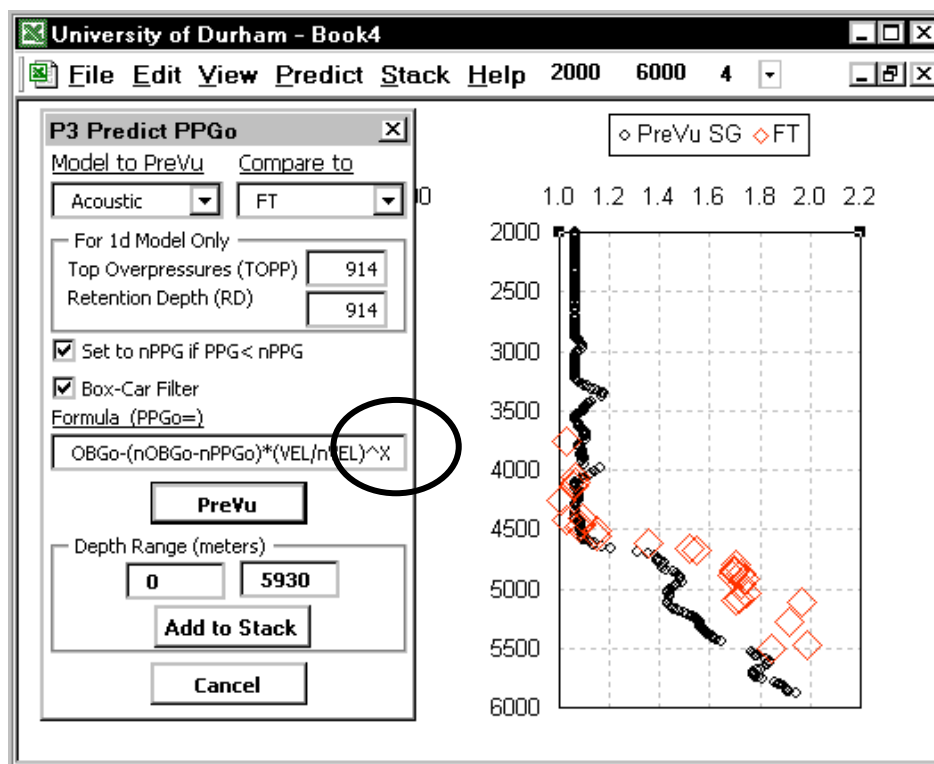 University of Durham - Book4
File Edit View Predict Stack Help 2000 6000 4
P3 Predict PPGo
Model to PreVu Compare to
Acoustic FT
For 1d Model Only
Top Overpressures (TOPP) 914
Retention Depth (RD) 914
Set to nPPG if PPG< nPPG
Box-Car Filter
Formula (PPGo=)
OBGo-(nOBGo-nPPGo)*(VEL/nVEL)^X
PreVu
Depth Range (meters)
0 5930
Add to Stack
Cancel
PreVu SG FT
0
1.0 1.2 1.4 1.6 1.8 2.0 2.2
2000
2500
3000
3500
4000
4500
5000
5500
6000